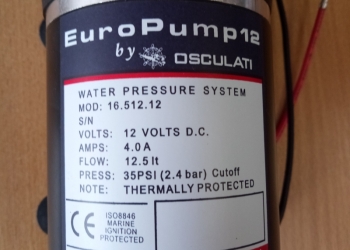 EuroPump12
by OSCULATI
WATER PRESSURE SYSTEM
MOD: 16.512.12
S/N
VOLTS: 12 VOLTS D.C.
AMPS: 4.0 A
FLOW: 12.5 lt
PRESS: 35PSI (2.4 bar) Cutoff
NOTE: THERMALLY PROTECTED
CE
ISO8846
MARINE
IGNITION
PROTECTED